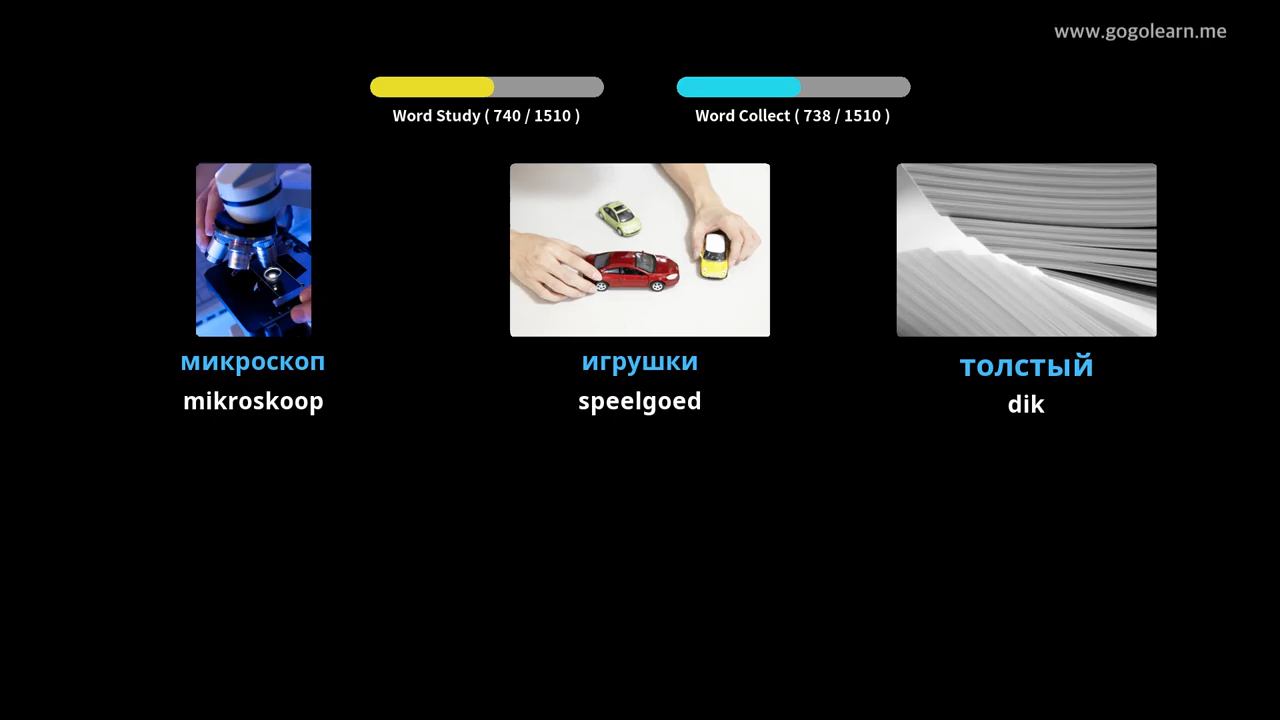 www.gogolearn.me
Word Study ( 740 / 1510 )
Word Collect ( 738 / 1510 )
микроскоп
mikroskoop
игрушки
speelgoed
толстый
dik